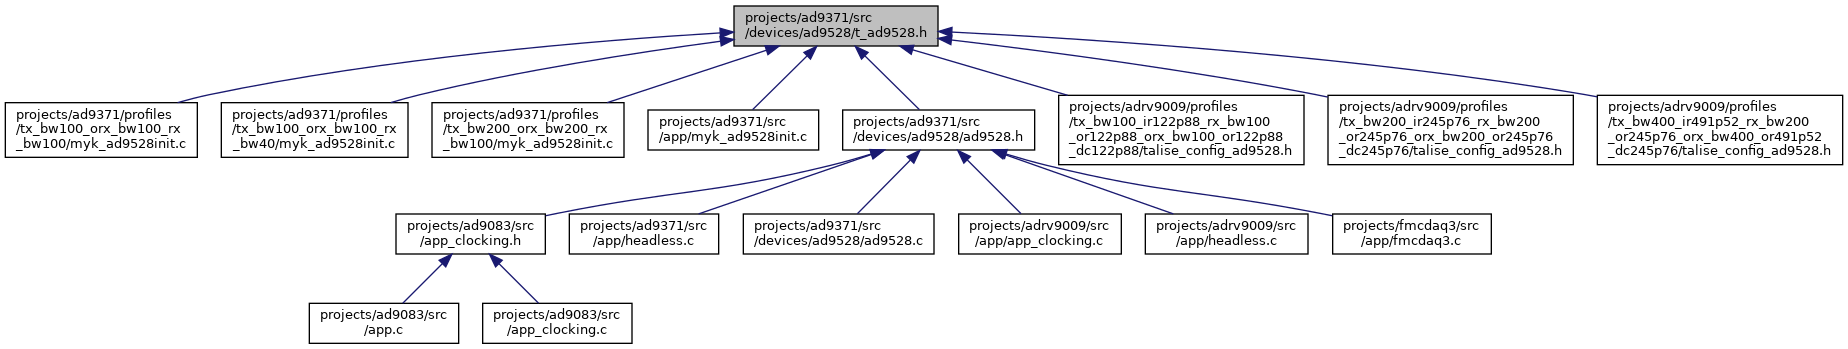 projects/ad9371/src
/devices/ad9528/t_ad9528.h
projects/ad9371/profiles
/tx_bw100_orx_bw100_rx
_bw100/myk_ad9528init.c
projects/ad9371/profiles
/tx_bw100_orx_bw100_rx
_bw40/myk_ad9528init.c
projects/ad9371/profiles
/tx_bw200_orx_bw200_rx
_bw100/myk_ad9528init.c
projects/ad9371/src
/app/myk_ad9528init.c
projects/ad9371/src
/devices/ad9528/ad9528.h
projects/adrv9009/profiles
/tx_bw100_ir122p88_rx_bw100
_or122p88_orx_bw100_or122p88
_dc122p88/talise_config_ad9528.h
projects/adrv9009/profiles
/tx_bw200_ir245p76_rx_bw200
_or245p76_orx_bw200_or245p76
_dc245p76/talise_config_ad9528.h
projects/adrv9009/profiles
/tx_bw400_ir491p52_rx_bw200
_or245p76_orx_bw400_or491p52
_dc245p76/talise_config_ad9528.h
projects/ad9083/src
/app_clocking.h
projects/ad9371/src
/app/headless.c
projects/ad9371/src
/devices/ad9528/ad9528.c
projects/adrv9009/src
/app/app_clocking.c
projects/adrv9009/src
/app/headless.c
projects/fmcdaq3/src
/app/fmcdaq3.c
projects/ad9083/src
/app.c
projects/ad9083/src
/app_clocking.c